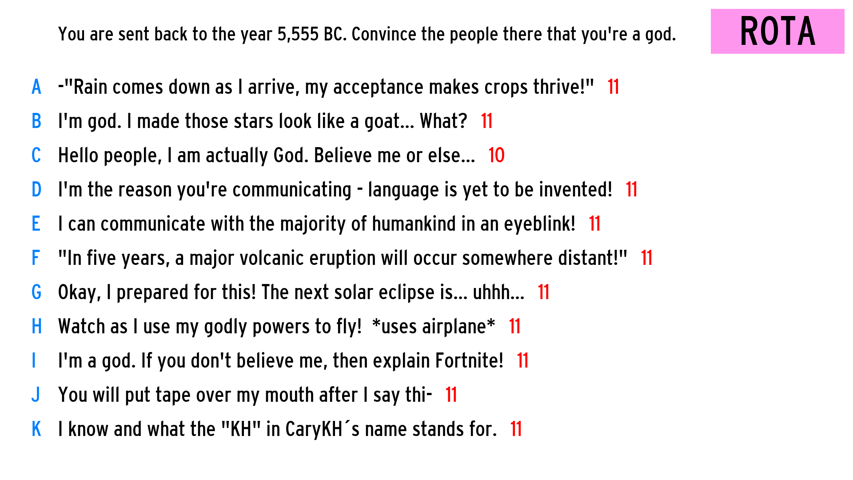 You are sent back to the year 5,555 BC. Convince the people there that you're a god.
ROTA
A -"Rain comes down as I arrive, my acceptance makes crops thrive!" 11
B I'm god. I made those stars look like a goat... What? 11
C Hello people, I am actually God. Believe me or else... 10
D I'm the reason you're communicating - language is yet to be invented! 11
E I can communicate with the majority of humankind in an eyeblink! 11
F "In five years, a major volcanic eruption will occur somewhere distant!" 11
G Okay, I prepared for this! The next solar eclipse is... uhhh... 11
H Watch as I use my godly powers to fly! *uses airplane* 11
I I'm a god. If you don't believe me, then explain Fortnite! 11
J You will put tape over my mouth after I say thi- 11
K I know and what the "KH" in CaryKH´s name stands for. 11